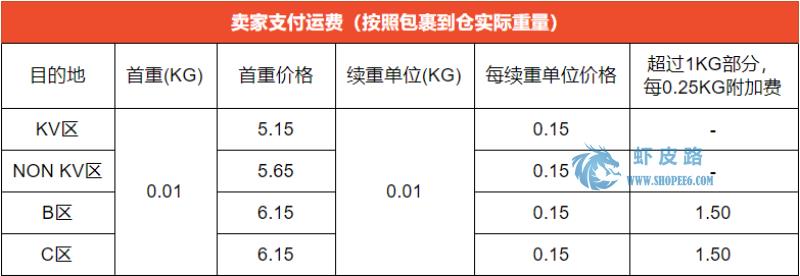 卖家支付运费（按照包裹到仓实际重量）
目的地 首重(KG) 首重价格 续重单位(KG) 每续重单位价格 超过1KG部分，
每0.25KG附加费
KV区 5.15 0.15 -
NON KV区 5.65 0.15 -
0.01 0.01
B区 6.15 0.15 1.50
C区 6.15 0.15 1.50
虾皮路
WWW.SHOPEE6.COM